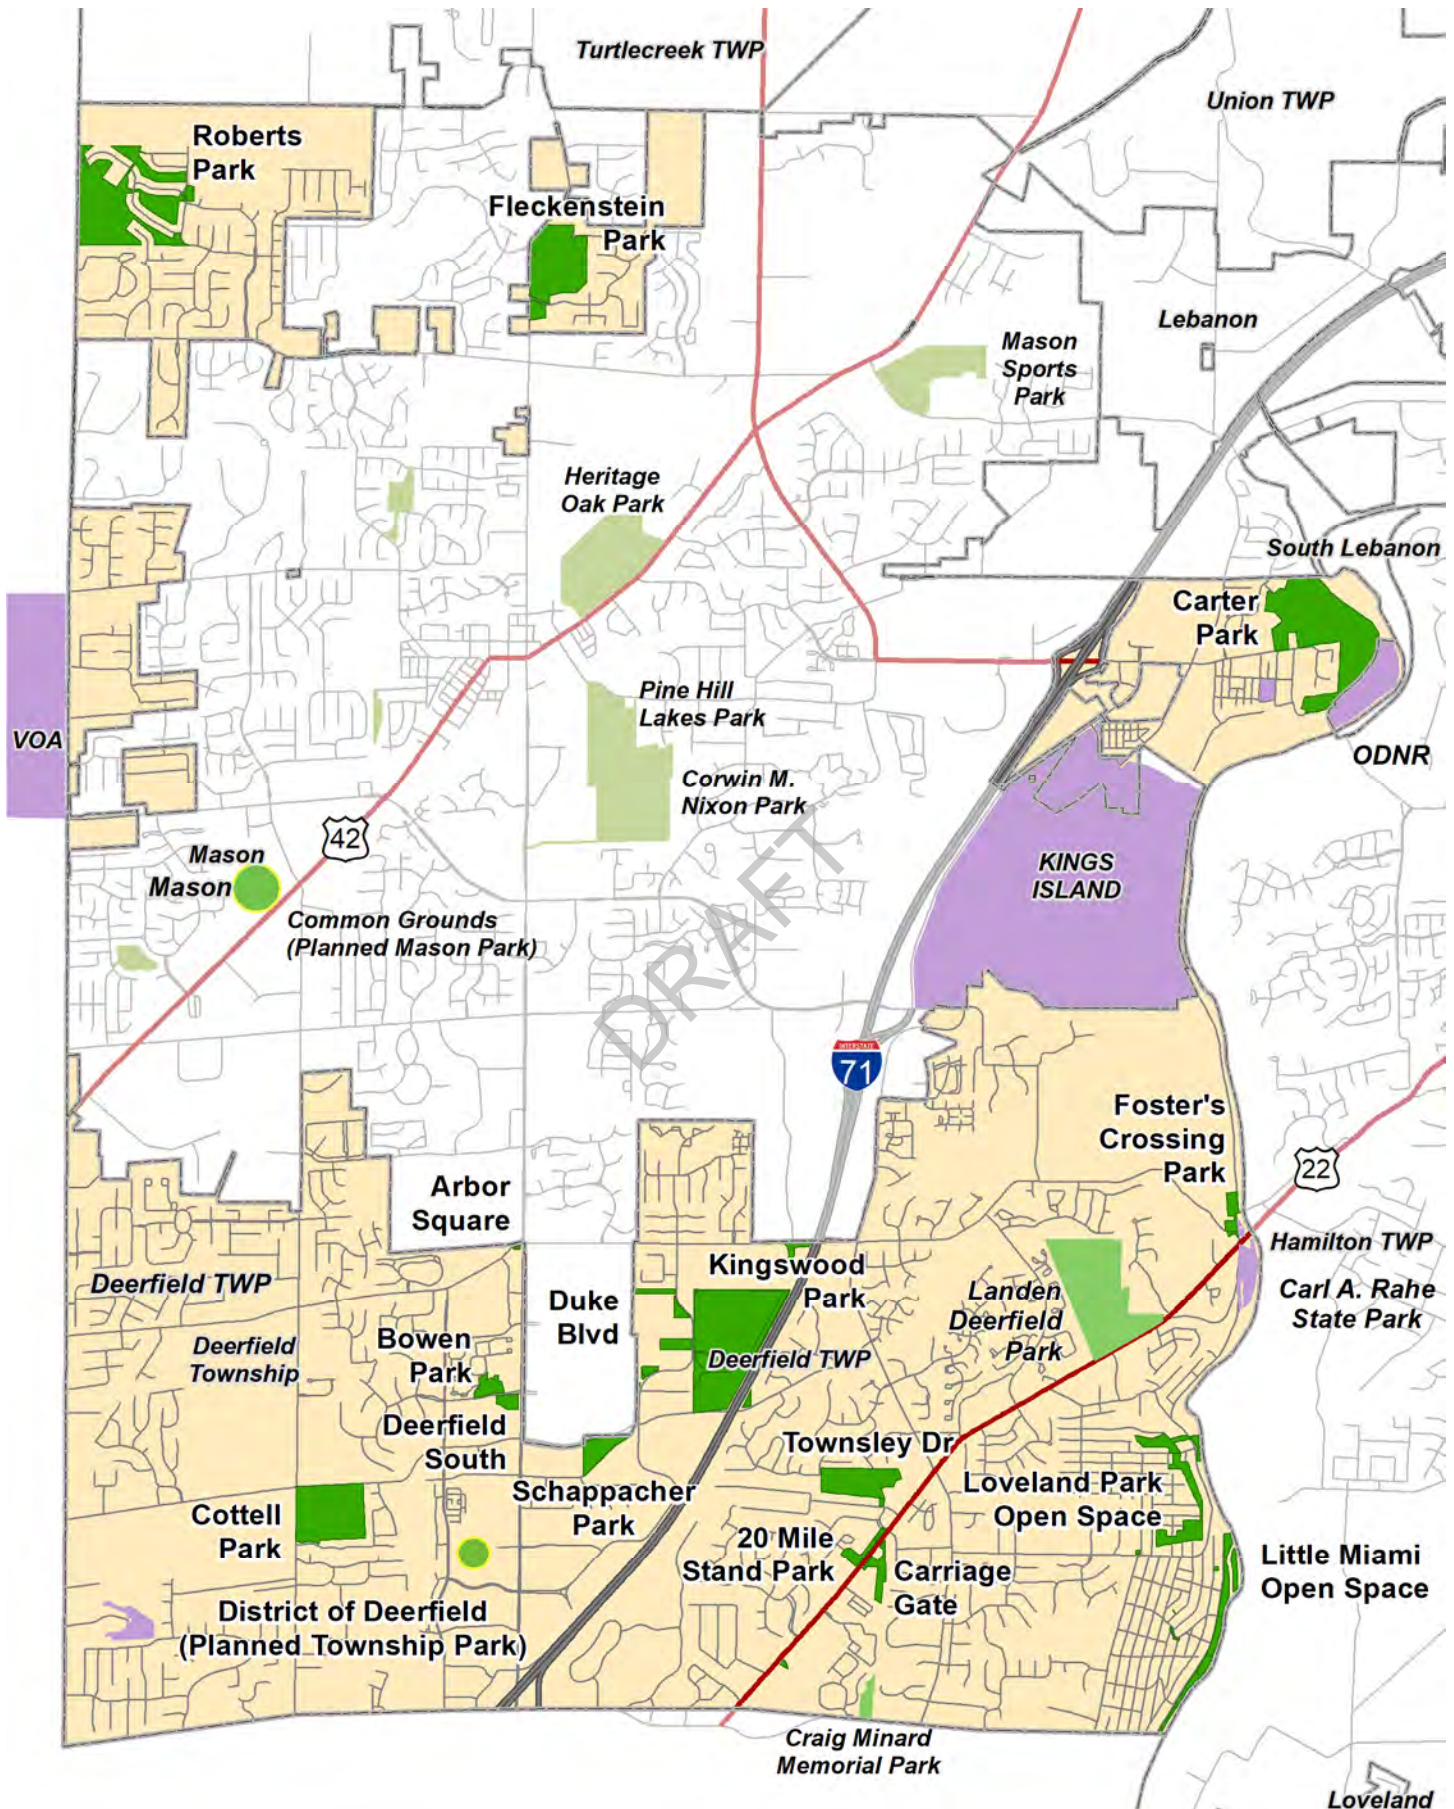 Turtlecreek TWP
Union TWP
Roberts
Park
Fleckenstein
Park
Lebanon
Mason
Sports
Park
Heritage
Oak Park
South Lebanon
Carter
Park
Pine Hill
Lakes Park
VOA
ODNR
Corwin M.
Nixon Park
42
Mason
Mason
KINGS
ISLAND
Common Grounds
(Planned Mason Park)
DRAFT
INTERSTATE
71
Foster's
Crossing
Park
22
Arbor
Square
Hamilton TWP
Kingswood
Park
Deerfield TWP
Carl A. Rahe
State Park
Landen
Deerfield
Park
Duke
Blvd
Bowen
Park
Deerfield
Township
Deerfield TWP
Deerfield
South
Townsley Dr
Loveland Park
Open Space
Schappacher
Park
Cottell
Park
20 Mile
Stand Park
Carriage
Gate
Little Miami
Open Space
District of Deerfield
(Planned Township Park)
Craig Minard
Memorial Park
Loveland